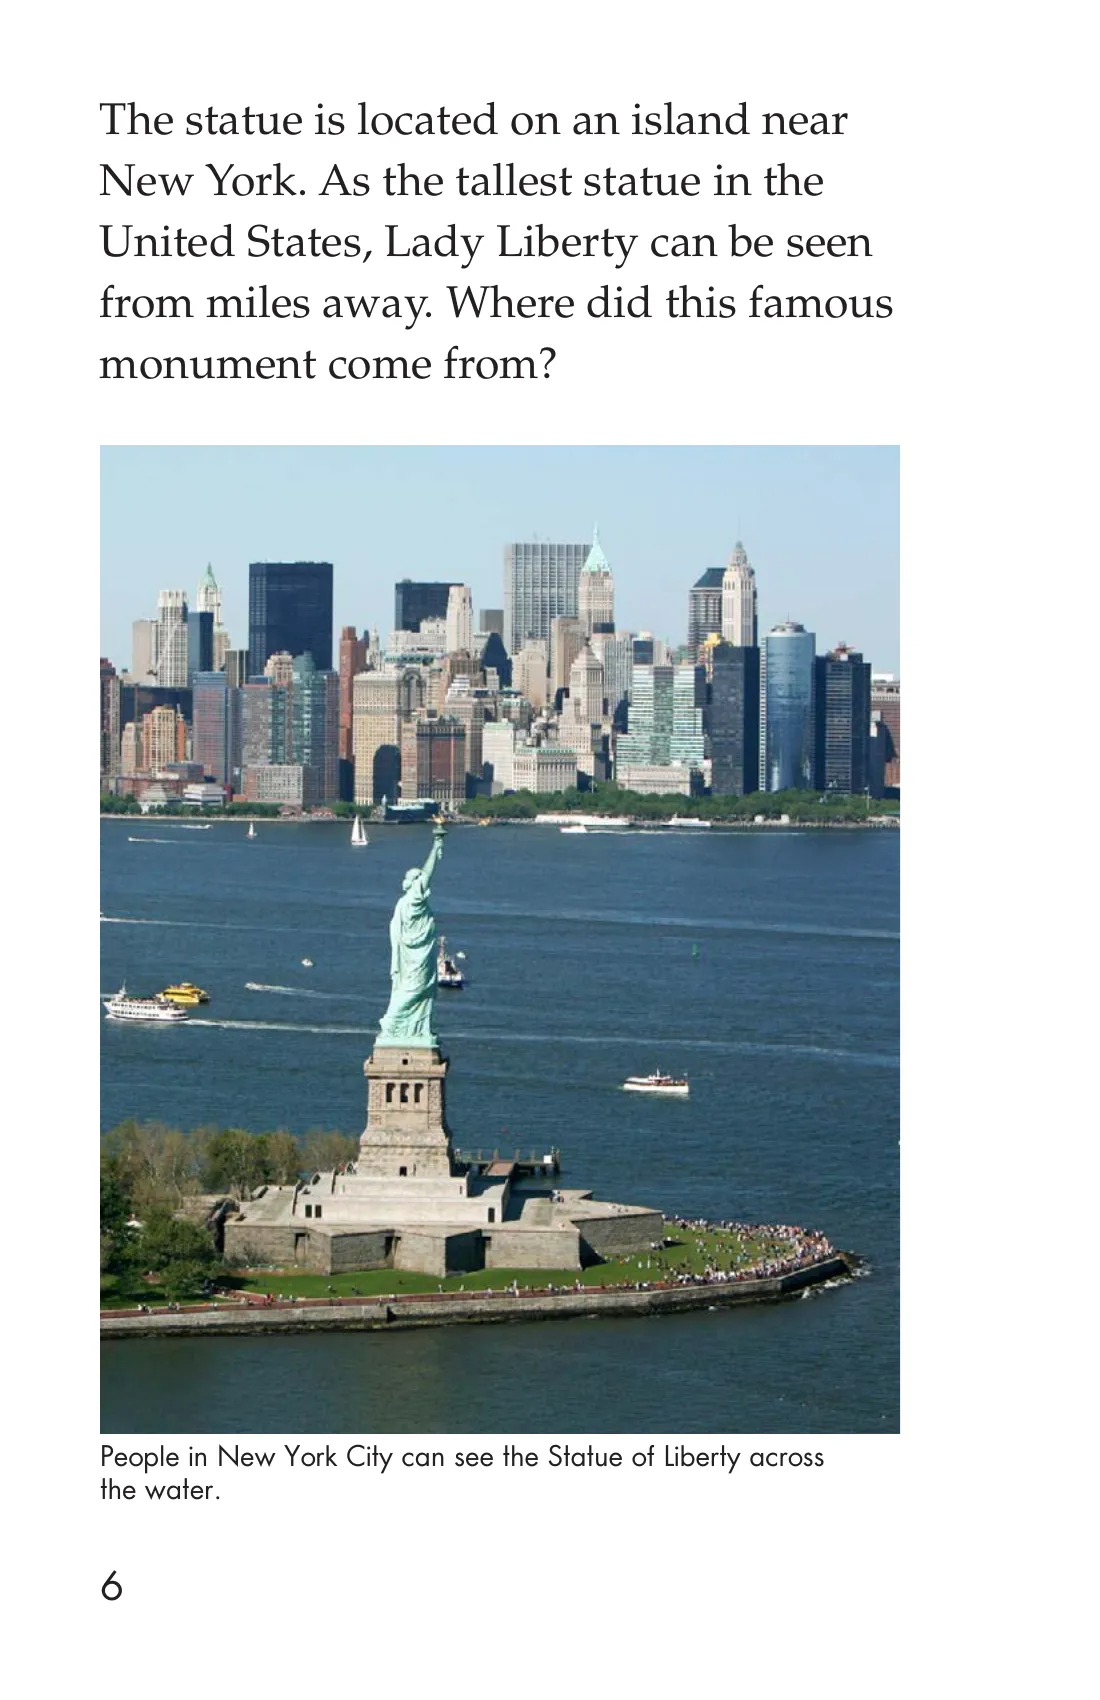 The statue is located on an island near
New York. As the tallest statue in the
United States, Lady Liberty can be seen
from miles away. Where did this famous
monument come from?
People in New York City can see the Statue of Liberty across
the water.
6